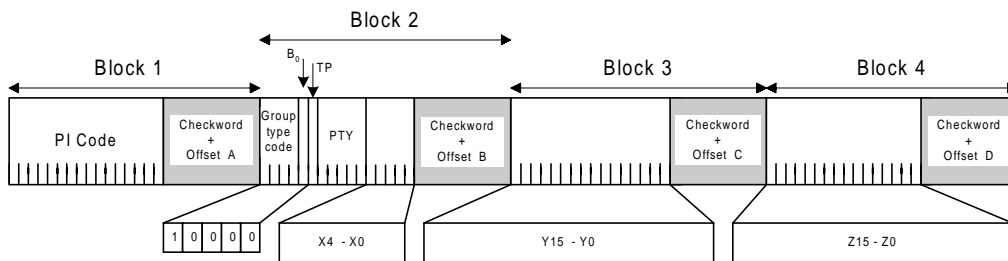 Block 1
Block 2
Block 3
Block 4
B0
TP
PI Code
Checkword
+
Offset A
Group
type
code
PTY
Checkword
+
Offset B
Checkword
+
Offset C
Checkword
+
Offset D
1 0 0 0 0
X4 - X0
Y15 - Y0
Z15 - Z0